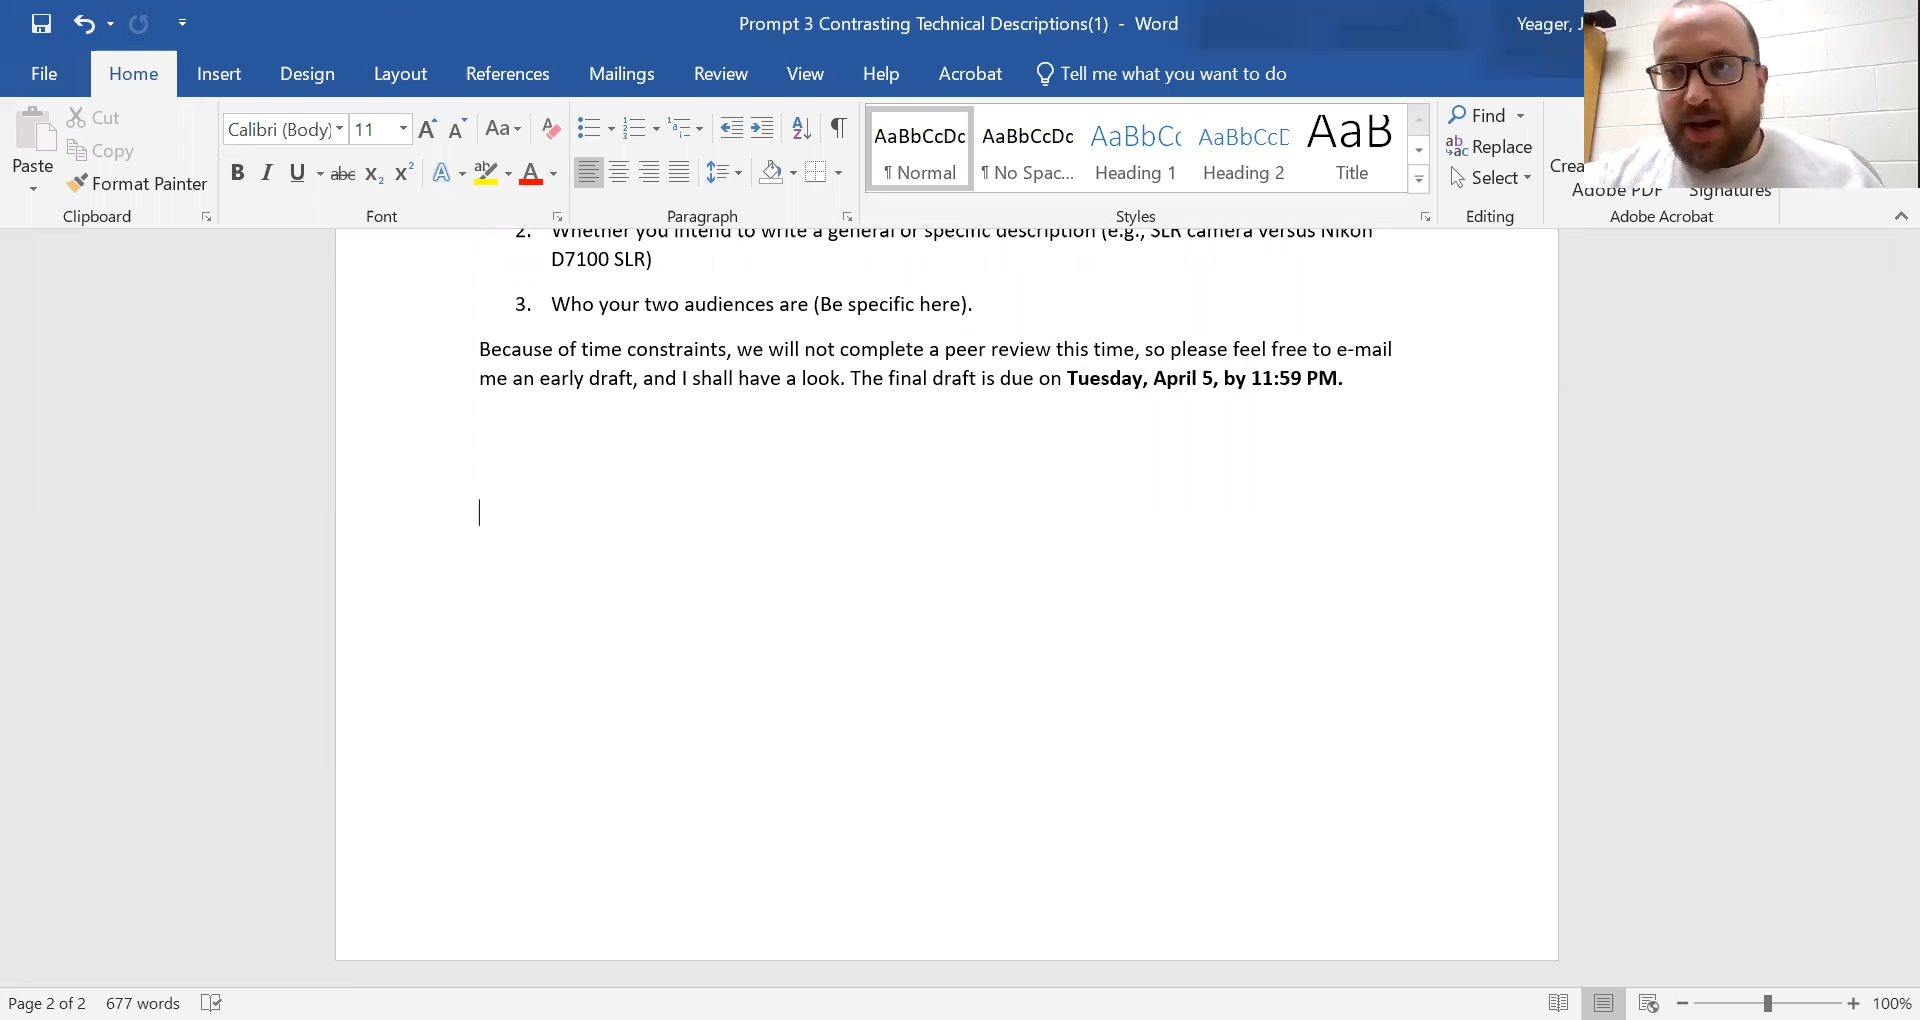 Prompt 3 Contrasting Technical Descriptions(1) - Word
Yeager, J
File Home Insert Design Layout References Mailings Review View Help Acrobat Tell me what you want to do
Paste
Cut
Copy
Format Painter
Clipboard
Calibri (Body) 11
Aa
B I U abc X₂ X²
Font
Paragraph
AaBbCcDc AaBbCcDc AaBbCc AaBbCcD AaB
¶ Normal ¶ No Spac... Heading 1 Heading 2 Title
Styles
Find
Replace
Select
Editing
Crea
Adobe PDF Signatures
Adobe Acrobat
2. Whether you intend to write a general or specific description (e.g., SLR camera versus Nikon
D7100 SLR)
3. Who your two audiences are (Be specific here).
Because of time constraints, we will not complete a peer review this time, so please feel free to e-mail
me an early draft, and I shall have a look. The final draft is due on Tuesday, April 5, by 11:59 PM.
Page 2 of 2 677 words
100%